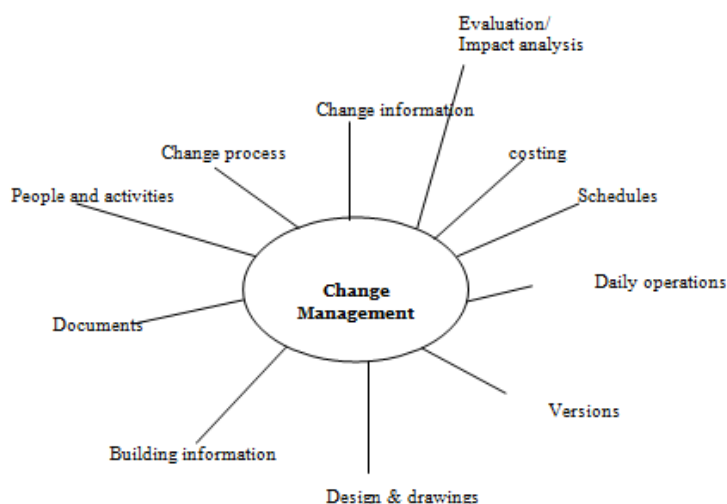 Evaluation/
Impact analysis
Change information
Change process
costing
People and activities
Schedules
Daily operations
Change
Management
Documents
Versions
Building information
Design & drawings